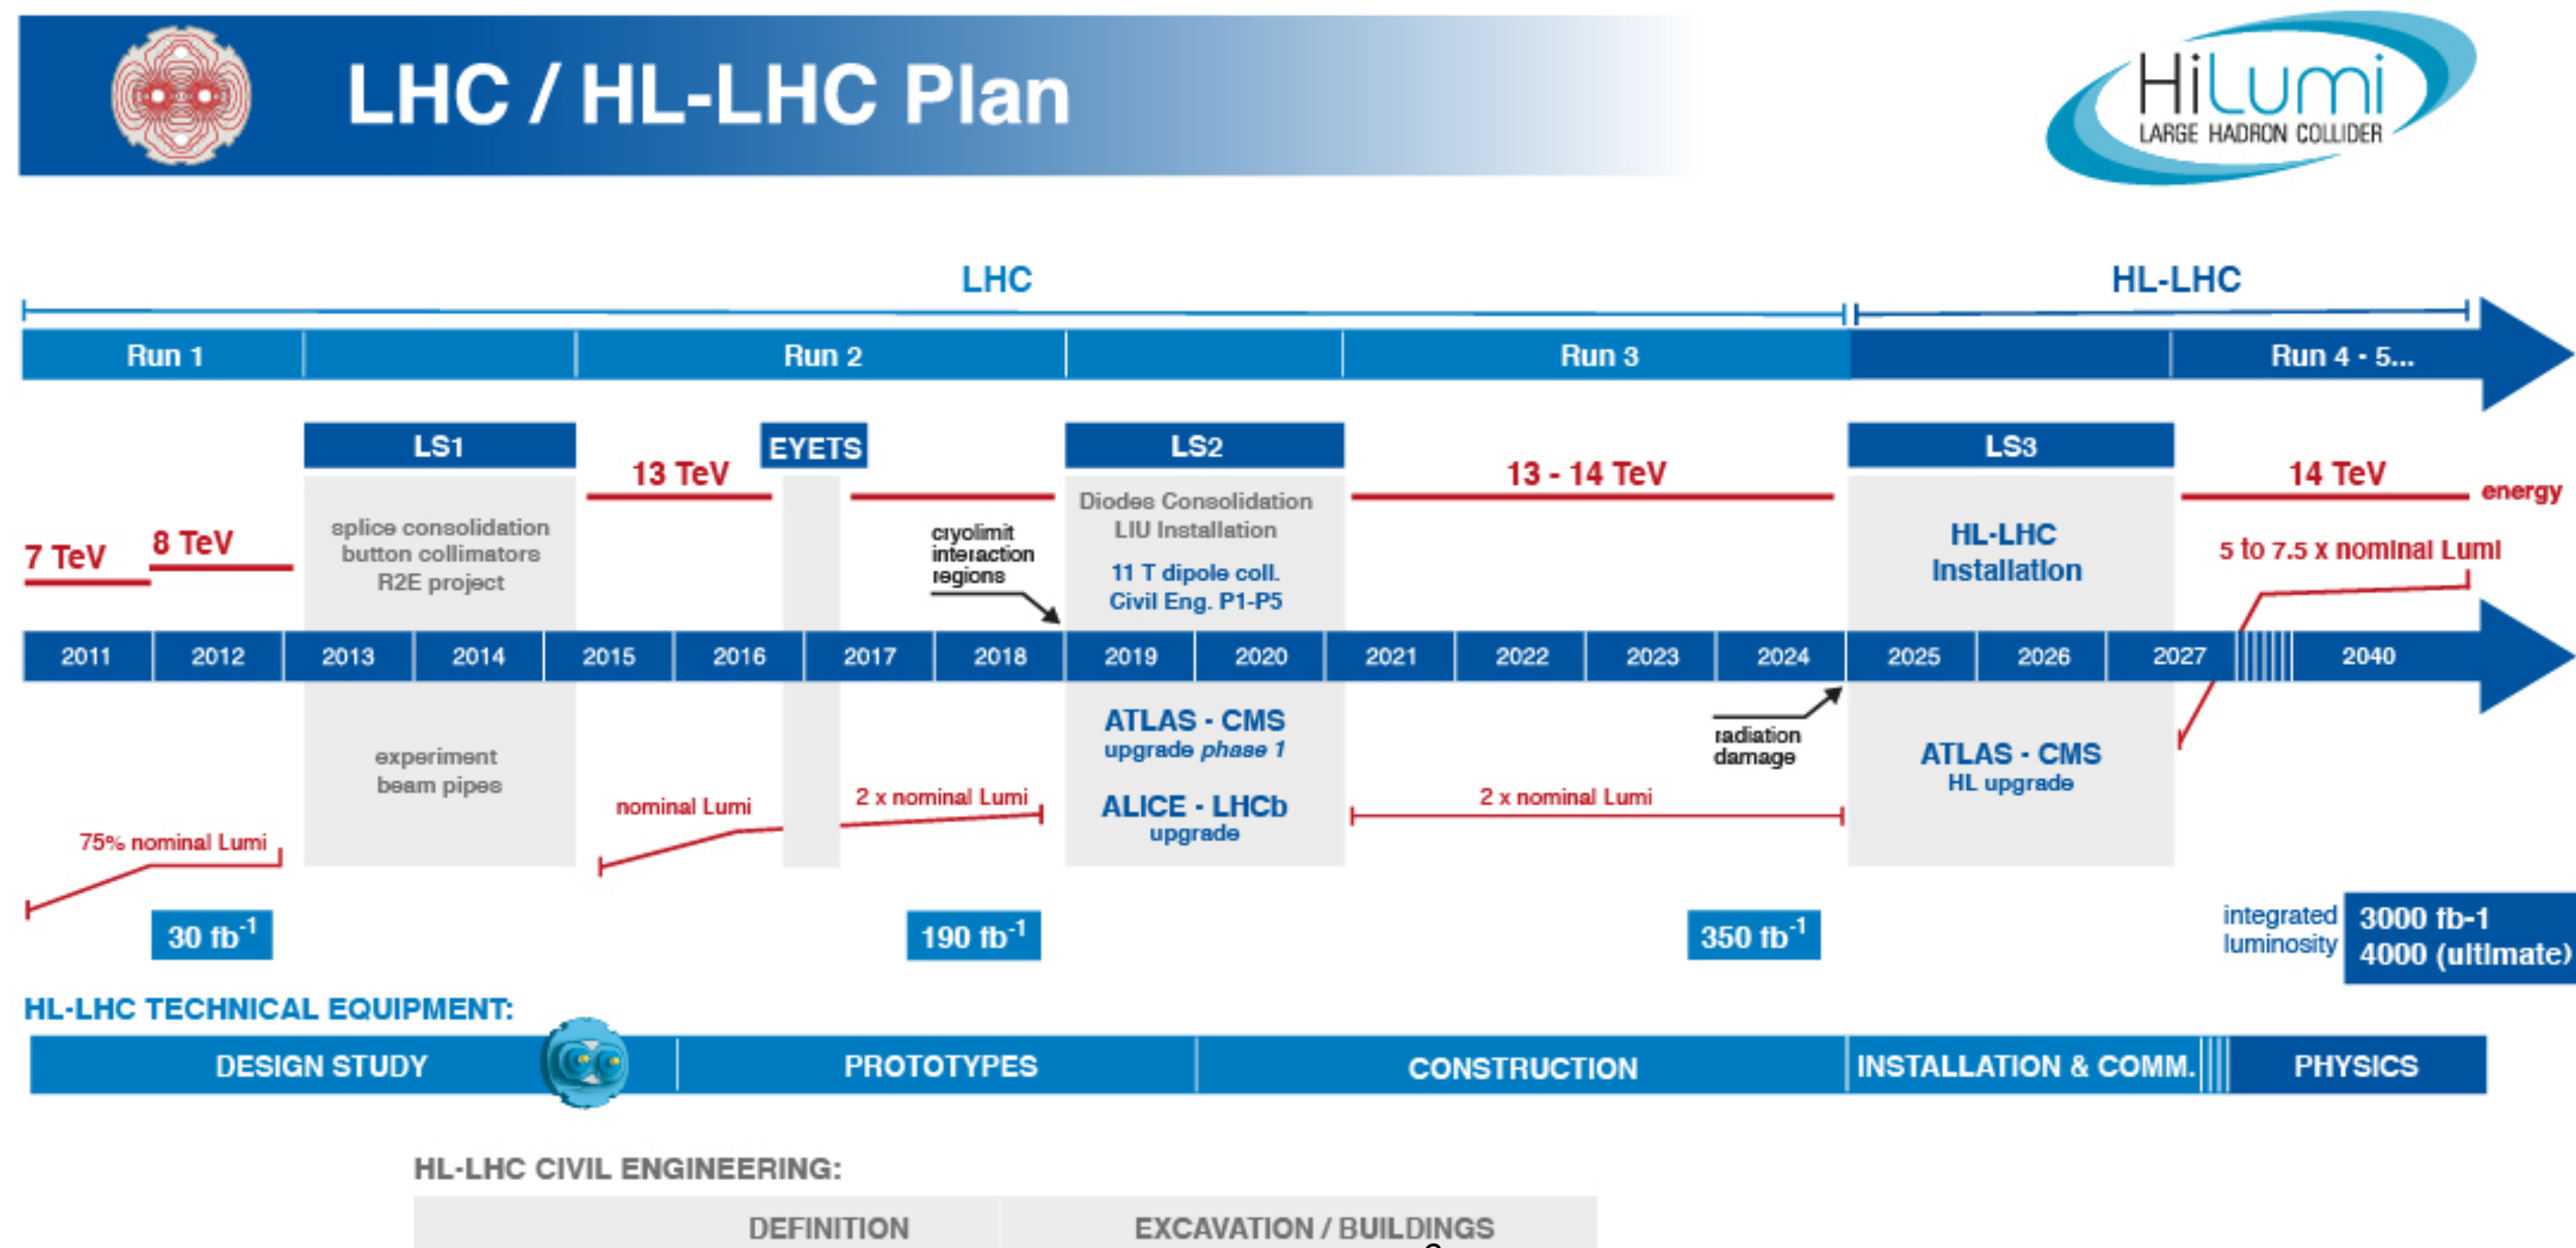 LHC / HL-LHC Plan
HiLumi
LARGE HADRON COLLIDER
LHC
HL-LHC
Run 1
Run 2
Run 3
Run 4 - 5...
LS1
EYETS
LS2
LS3
13 TeV
13 - 14 TeV
14 TeV
energy
7 TeV
8 TeV
splice consolidation
button collimators
R2E project
cryolimit
interaction
regions
Diodes Consolidation
LIU Installation
11 T dipole coll.
Civil Eng. P1-P5
HL-LHC
Installation
5 to 7.5 x nominal Lumi
2011
2012
2013
2014
2015
2016
2017
2018
2019
2020
2021
2022
2023
2024
2025
2026
2027
2040
experiment
beam pipes
ATLAS - CMS
upgrade phase 1
ALICE - LHCb
upgrade
radiation
damage
ATLAS - CMS
HL upgrade
75% nominal Lumi
nominal Lumi
2 x nominal Lumi
2 x nominal Lumi
30 fb-1
190 fb-1
350 fb-1
integrated
luminosity
3000 fb-1
4000 (ultimate)
HL-LHC TECHNICAL EQUIPMENT:
DESIGN STUDY
PROTOTYPES
CONSTRUCTION
INSTALLATION & COMM.
PHYSICS
HL-LHC CIVIL ENGINEERING:
DEFINITION
EXCAVATION / BUILDINGS